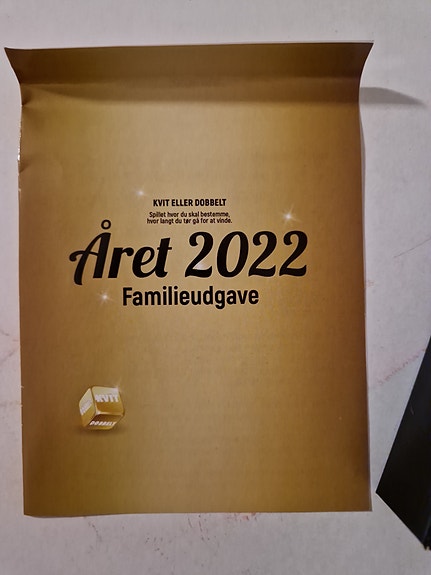 KVIT ELLER DOBBELT
Spillet hvor du skal bestemme,
hvor langt du tør gå for at vinde.
Året 2022
Familieudgave
KVIT
DOBBELT